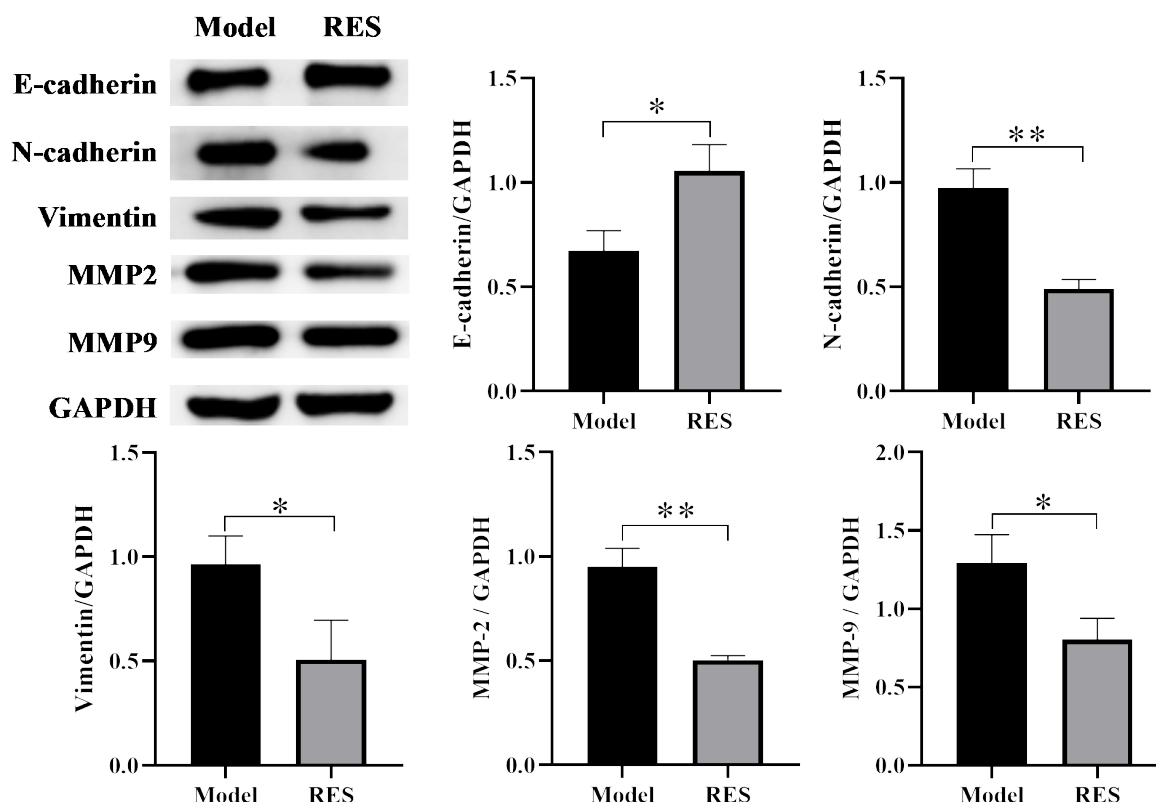 Model RES
E-cadherin
N-cadherin
Vimentin
MMP2
MMP9
GAPDH
E-cadherin/GAPDH
1.5
1.0
0.5
0.0
*
Model RES
N-cadherin/GAPDH
1.5
1.0
0.5
0.0
**
Model RES
Vimentin/GAPDH
1.5
1.0
0.5
0.0
*
Model RES
MMP-2 / GAPDH
1.5
1.0
0.5
0.0
**
Model RES
MMP-9 / GAPDH
2.0
1.5
1.0
0.5
0.0
*
Model RES